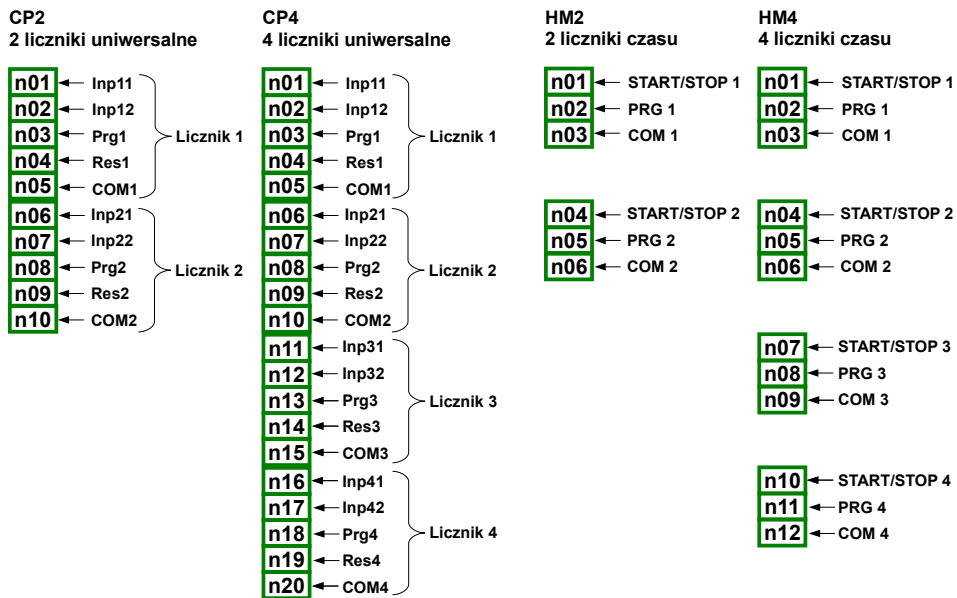 CP2
2 liczniki uniwersalne
n01 Inp11
n02 Inp12
n03 Prg1
n04 Res1
n05 COM1
Licznik 1
n06 Inp21
n07 Inp22
n08 Prg2
n09 Res2
n10 COM2
Licznik 2
CP4
4 liczniki uniwersalne
n01 Inp11
n02 Inp12
n03 Prg1
n04 Res1
n05 COM1
Licznik 1
n06 Inp21
n07 Inp22
n08 Prg2
n09 Res2
n10 COM2
Licznik 2
n11 Inp31
n12 Inp32
n13 Prg3
n14 Res3
n15 COM3
Licznik 3
n16 Inp41
n17 Inp42
n18 Prg4
n19 Res4
n20 COM4
Licznik 4
HM2
2 liczniki czasu
n01 START/STOP 1
n02 PRG 1
n03 COM 1
n04 START/STOP 2
n05 PRG 2
n06 COM 2
HM4
4 liczniki czasu
n01 START/STOP 1
n02 PRG 1
n03 COM 1
n04 START/STOP 2
n05 PRG 2
n06 COM 2
n07 START/STOP 3
n08 PRG 3
n09 COM 3
n10 START/STOP 4
n11 PRG 4
n12 COM 4